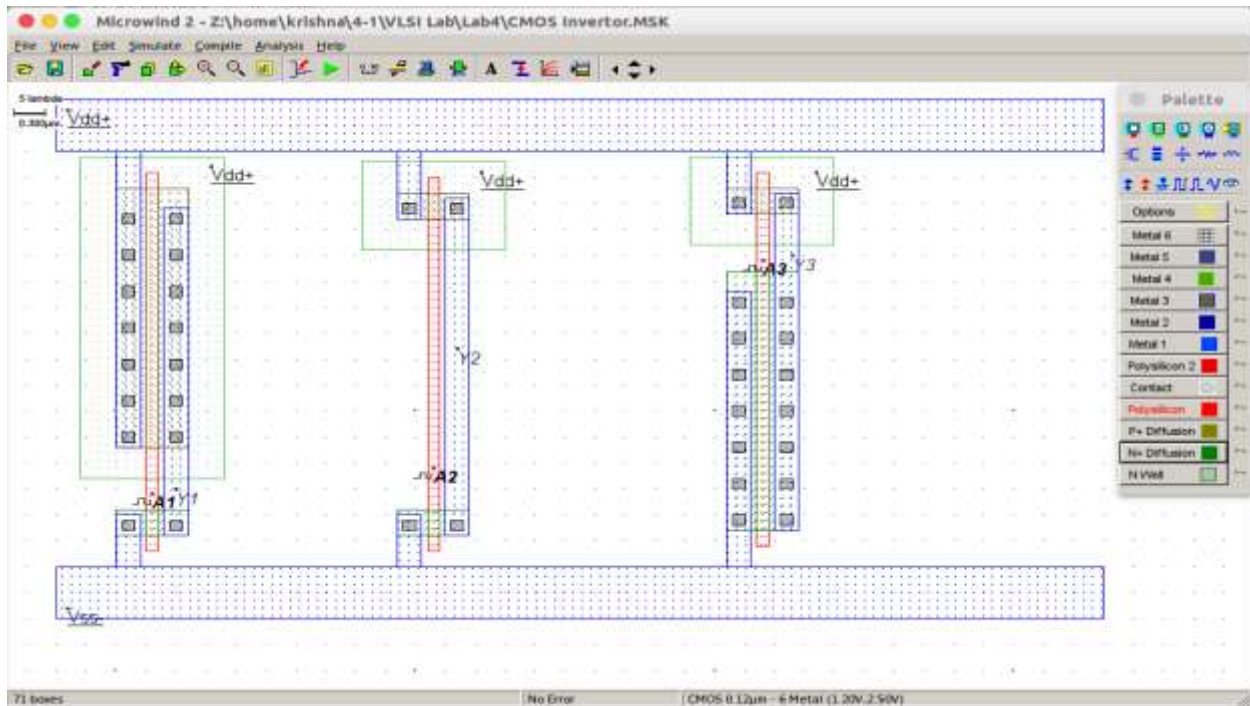 Microwind 2 - Z:\home\krishna\4-1\VLSI Lab\Lab4\CMOS Invertor.MSK
File View Edit Simulate Compile Analysis Help
5 lambda
Vdd+
Palette
Vdd+
Vdd+
Vdd+
Options
Metal 6
Metal 5
Metal 4
Metal 3
Metal 2
Metal 1
Polysilicon 2
Contact
Polysilicon
P+ Diffusion
N+ Diffusion
N Well
A3 Y3
Y2
A2
A1 Y1
Vss-
71 boxes No Error CMOS 0.12µm - 6 Metal (1.20V,2.50V)